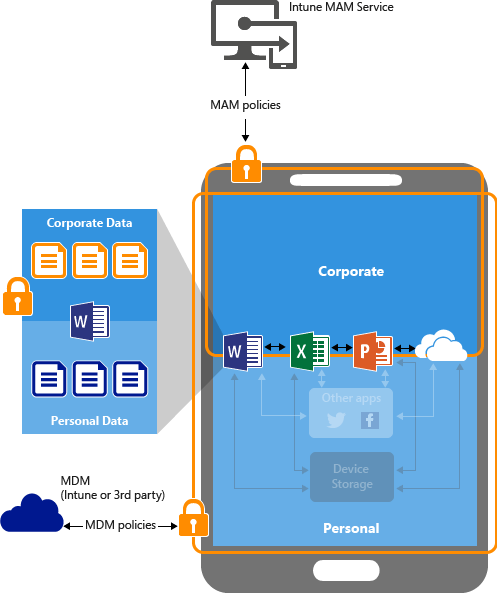 Intune MAM Service
MAM policies
Corporate Data
W
Personal Data
Corporate
W
X
P
Other apps
f
Device
Storage
Personal
MDM
(Intune or 3rd party)
MDM policies